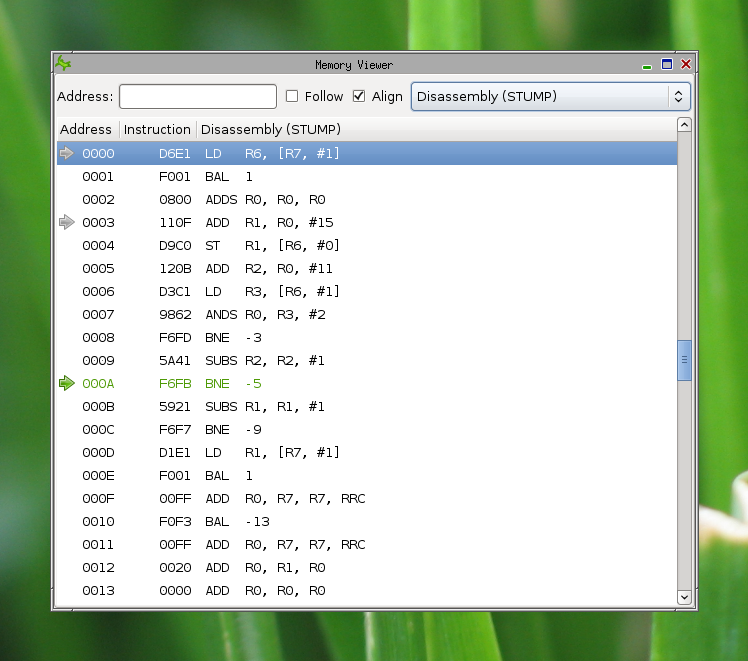 Memory Viewer
Address: Follow Align Disassembly (STUMP)
Address Instruction Disassembly (STUMP)
0000 D6E1 LD R6, [R7, #1]
0001 F001 BAL 1
0002 0800 ADDS R0, R0, R0
0003 110F ADD R1, R0, #15
0004 D9C0 ST R1, [R6, #0]
0005 120B ADD R2, R0, #11
0006 D3C1 LD R3, [R6, #1]
0007 9862 ANDS R0, R3, #2
0008 F6FD BNE -3
0009 5A41 SUBS R2, R2, #1
000A F6FB BNE -5
000B 5921 SUBS R1, R1, #1
000C F6F7 BNE -9
000D D1E1 LD R1, [R7, #1]
000E F001 BAL 1
000F 00FF ADD R0, R7, R7, RRC
0010 F0F3 BAL -13
0011 00FF ADD R0, R7, R7, RRC
0012 0020 ADD R0, R1, R0
0013 0000 ADD R0, R0, R0